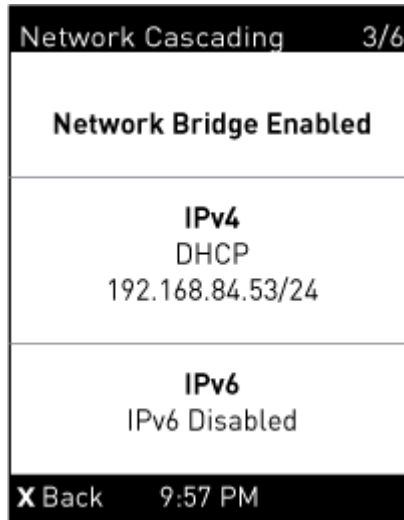 Network Cascading 3/6
Network Bridge Enabled
IPv4
DHCP
192.168.84.53/24
IPv6
IPv6 Disabled
X Back 9:57 PM